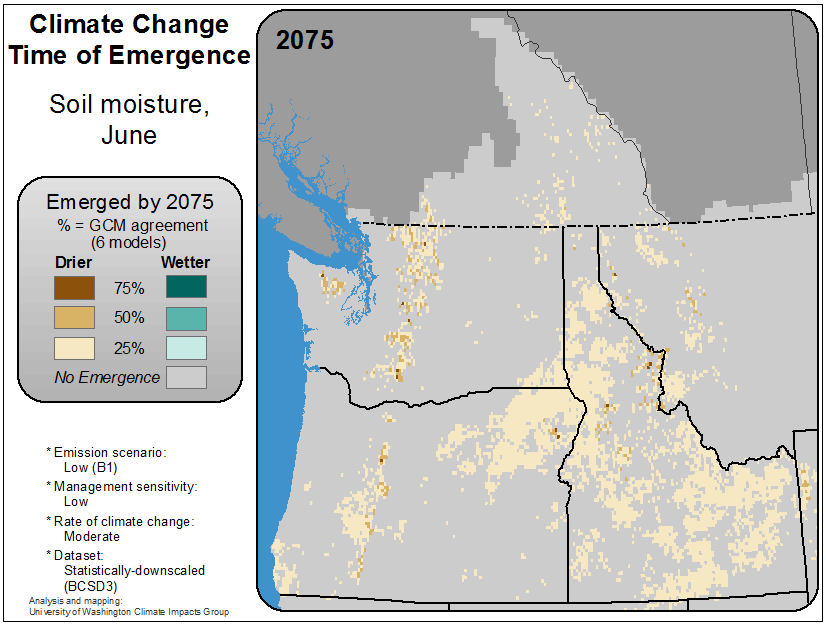 Climate Change
Time of Emergence
Soil moisture,
June
Emerged by 2075
% = GCM agreement
(6 models)
Drier Wetter
75%
50%
25%
No Emergence
* Emission scenario:
Low (B1)
* Management sensitivity:
Low
* Rate of climate change:
Moderate
* Dataset:
Statistically-downscaled
(BCSD3)
Analysis and mapping:
University of Washington Climate Impacts Group
2075